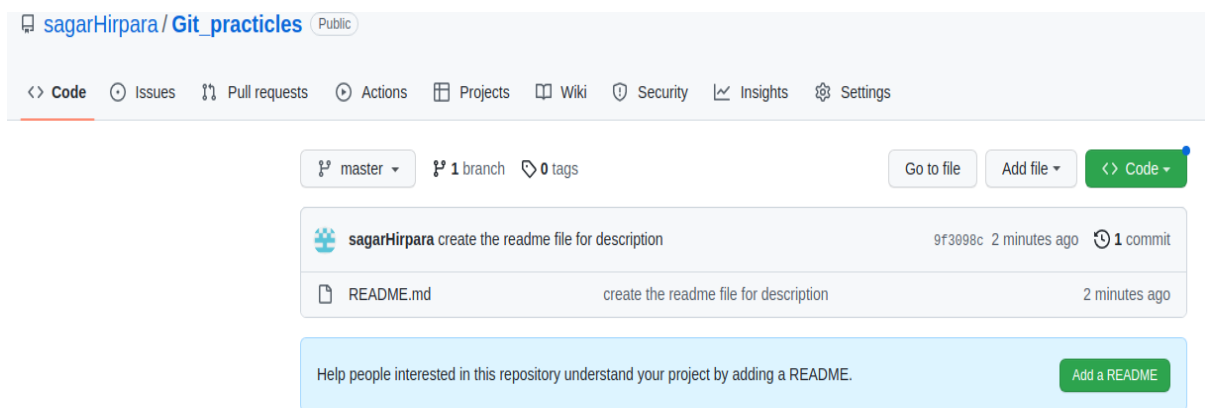 sagarHirpara / Git_practicles Public
Code Issues Pull requests Actions Projects Wiki Security Insights Settings
master 1 branch 0 tags Go to file Add file Code
sagarHirpara create the readme file for description 9f3098c 2 minutes ago 1 commit
README.md create the readme file for description 2 minutes ago
Help people interested in this repository understand your project by adding a README. Add a README